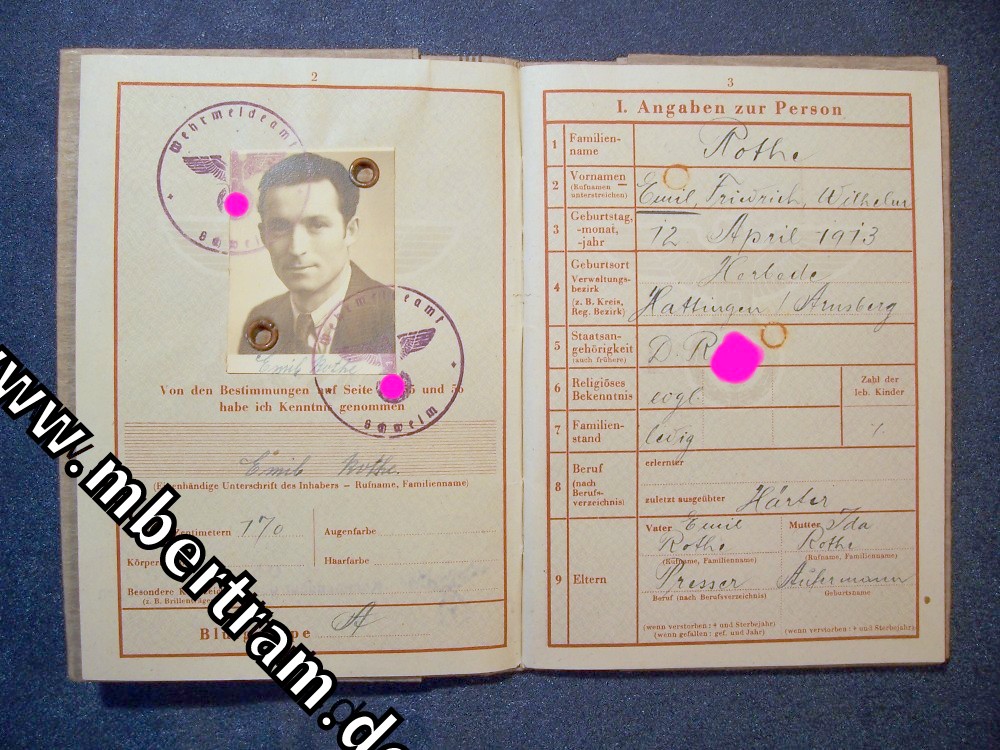 2
Wehrmeldeamt
Schwelm
Wehrmeldeamt
Schwelm
Emil Rothe
Von den Bestimmungen auf Seite 55 und 56
habe ich Kenntnis genommen
Emil Rothe
(Eigenhändige Unterschrift des Inhabers – Rufname, Familienname)
Zentimetern 170
Augenfarbe
Körper
Haarfarbe
Besondere
(z. B. Brillenträger
Blutgruppe A
www.mbertram.de
3
I. Angaben zur Person
1 Familien-name Rothe
2 Vornamen (Rufnamen unterstreichen) Emil, Friedrich, Wilhelm
3 Geburtstag, -monat, -jahr 12 April 1913
4 Geburtsort Herbede
Verwaltungs-bezirk (z. B. Kreis, Reg. Bezirk) Hattingen / Arnsberg
5 Staatsan-gehörigkeit (auch frühere) D. R.
6 Religiöses Bekenntnis evgl.
Zahl der leb. Kinder
7 Familien-stand ledig
8 Beruf (nach Berufs-verzeichnis)
erlernter
zuletzt ausgeübter Härter
9 Eltern
Vater Emil
Rothe
(Rufname, Familienname)
Presser
Beruf (nach Berufsverzeichnis)
(wenn verstorben: + und Sterbejahr)
(wenn gefallen: gef. und Jahr)
Mutter Ida
Rothe
(Rufname, Familienname)
Geburtsname
(wenn verstorben: + und Sterbejahr)